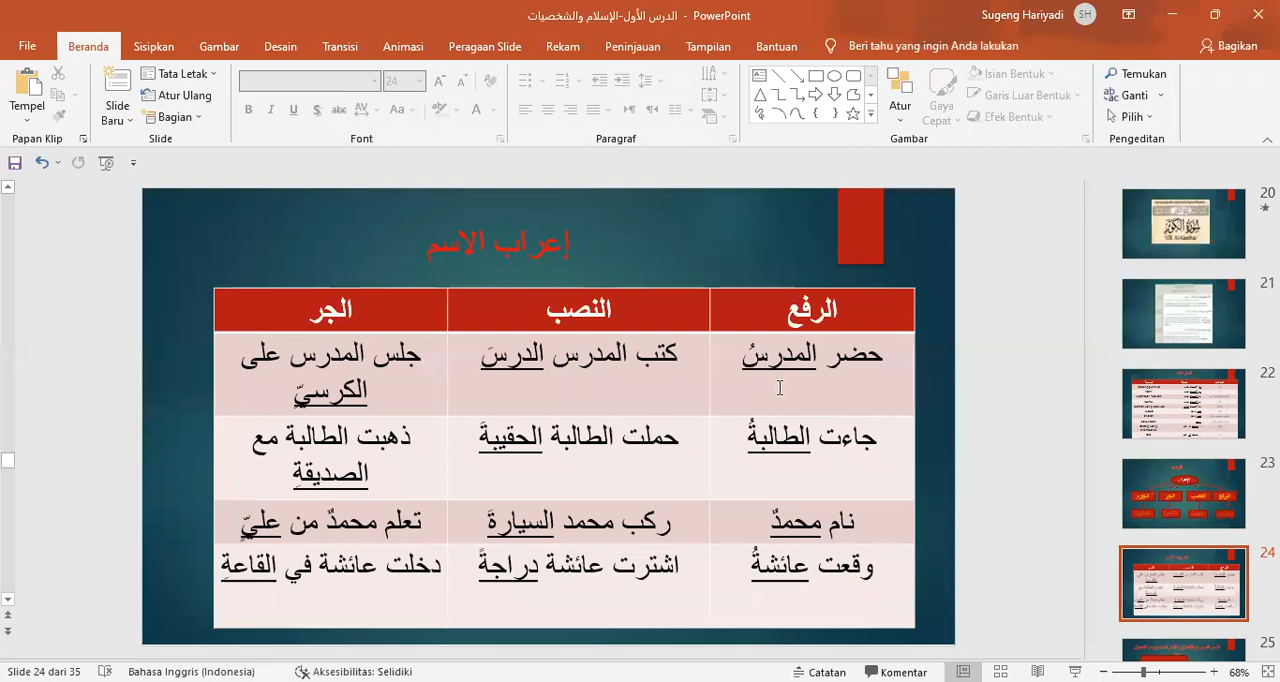 الدرس الأول-الإسلام والشخصيات - PowerPoint
Sugeng Hariyadi
SH
File
Beranda
Sisipkan
Gambar
Desain
Transisi
Animasi
Peragaan Slide
Rekam
Peninjauan
Tampilan
Bantuan
Beri tahu yang ingin Anda lakukan
Bagikan
Tempel
Slide Baru
Tata Letak
Atur Ulang
Bagian
24
Atur
Gaya Cepat
Isian Bentuk
Garis Luar Bentuk
Efek Bentuk
Temukan
Ganti
Pilih
Papan Klip
Slide
Font
Paragraf
Gambar
Pengeditan
إعراب الاسم
الرفع النصب الجر
حضر المدرسُ
كتب المدرس الدرسَ
جلس المدرس على
الكرسيِّ
جاءت الطالبةُ
حملت الطالبة الحقيبةَ
ذهبت الطالبة مع
الصديقةِ
نام محمدٌ
ركب محمد السيارةَ
تعلم محمدٌ من عليٍّ
وقعت عائشةُ
اشترت عائشة دراجةً
دخلت عائشة في القاعةِ
20
21
22
23
24
25
Slide 24 dari 35
Bahasa Inggris (Indonesia)
Aksesibilitas: Selidiki
Catatan
Komentar
68%